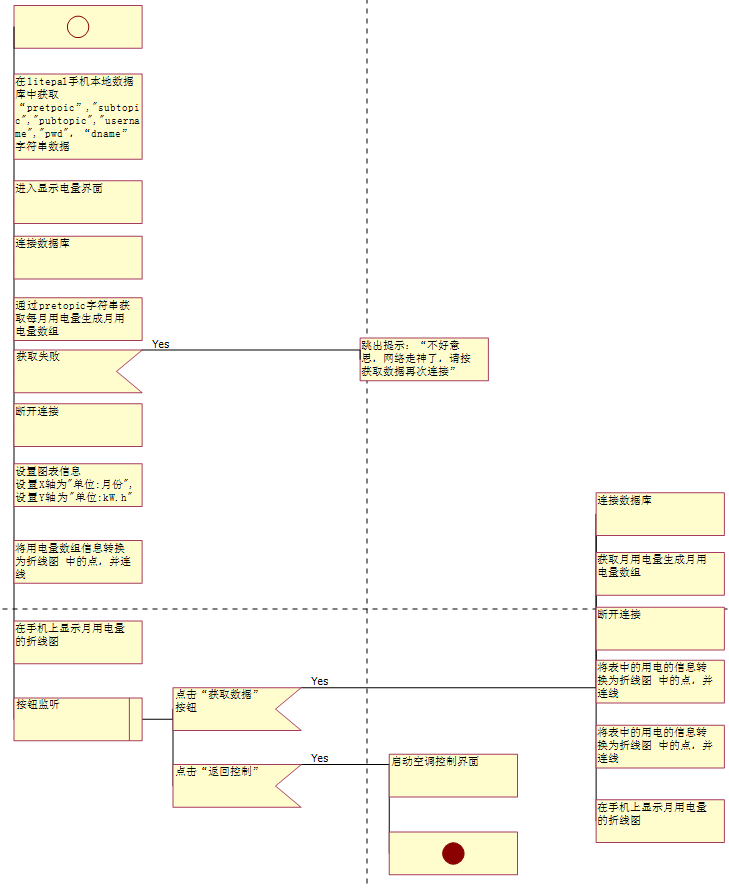 在litepal手机本地数据
库中获取
“pretpoic”,"subtopi
c","pubtopic","userna
me","pwd", “dname”
字符串数据
进入显示电量界面
连接数据库
通过pretopic字符串获
取每月用电量生成月用
电量数组
获取失败
Yes
跳出提示：“不好意
思，网络走神了，请按
获取数据再次连接”
断开连接
设置图表信息
设置X轴为"单位:月份",
设置Y轴为"单位:kW.h"
将用电量数组信息转换
为折线图 中的点，并连
线
在手机上显示月用电量
的折线图
按钮监听
点击“获取数据”
按钮
Yes
点击“返回控制”
Yes
启动空调控制界面
连接数据库
获取月用电量生成月用
电量数组
断开连接
将表中的用电的信息转
换为折线图 中的点，并
连线
将表中的用电的信息转
换为折线图 中的点，并
连线
在手机上显示月用电量
的折线图